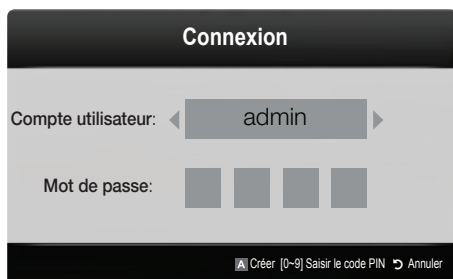 Connexion
Compte utilisateur: admin
Mot de passe:
A Créer [0~9] Saisir le code PIN Annuler